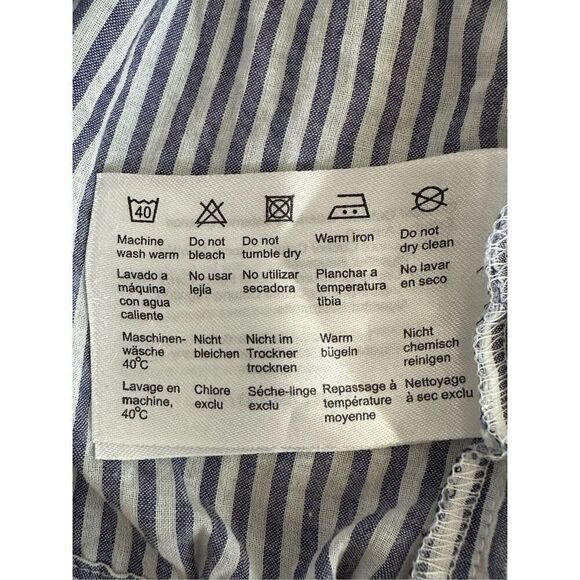 40
Machine wash warm
Do not bleach
Do not tumble dry
Warm iron
Do not dry clean
Lavado a máquina con agua caliente
No usar lejía
No utilizar secadora
Planchar a temperatura tibia
No lavar en seco
Maschinen-wäsche 40°C
Nicht bleichen
Nicht im Trockner trocknen
Warm bügeln
Nicht chemisch reinigen
Lavage en machine, 40°C
Chlore exclu
Séche-linge exclu
Repassage à température moyenne
Nettoyage à sec exclu